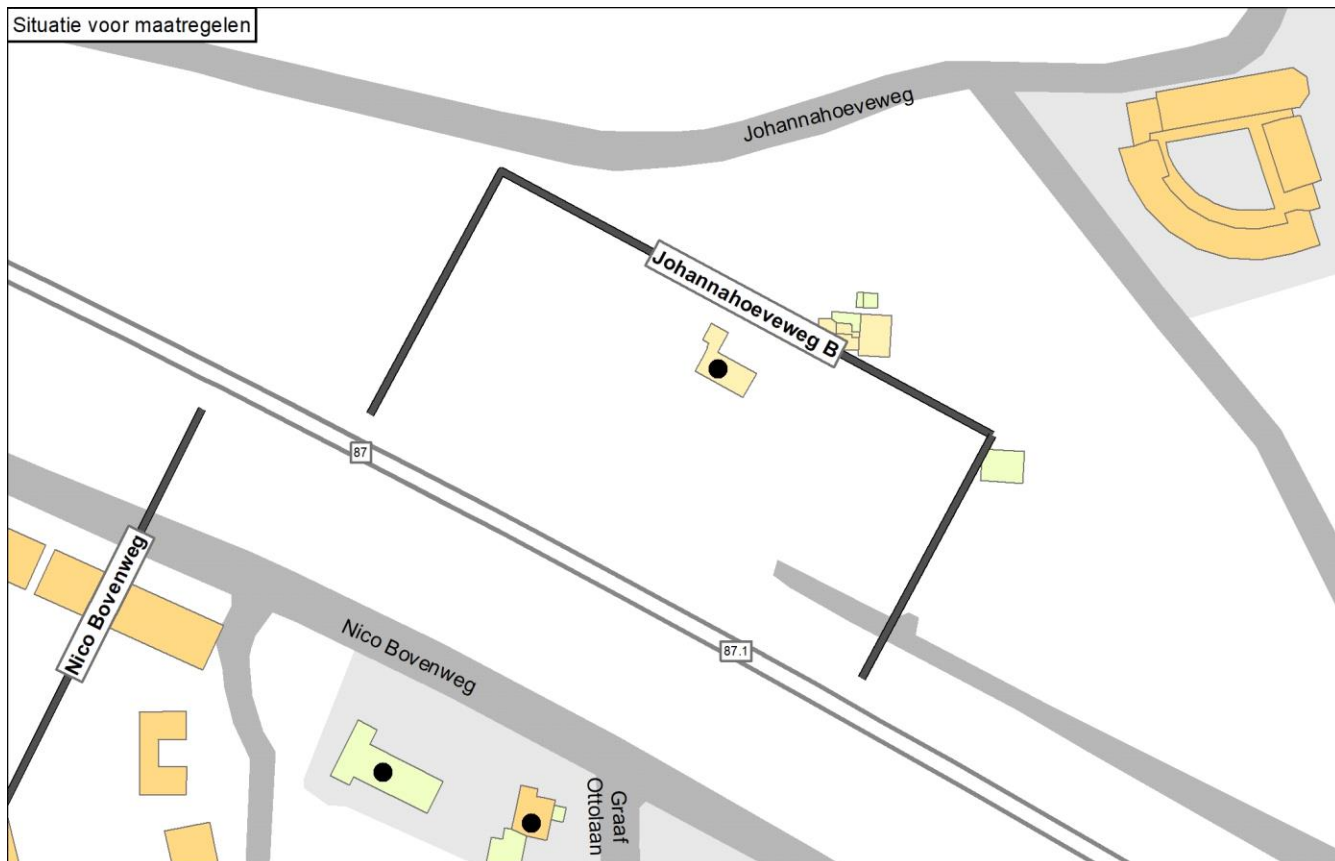 Situatie voor maatregelen
Johannahoeveweg
Johannahoeveweg B
87
Nico Bovenweg
Nico Bovenweg
87.1
Graaf
Ottolaan